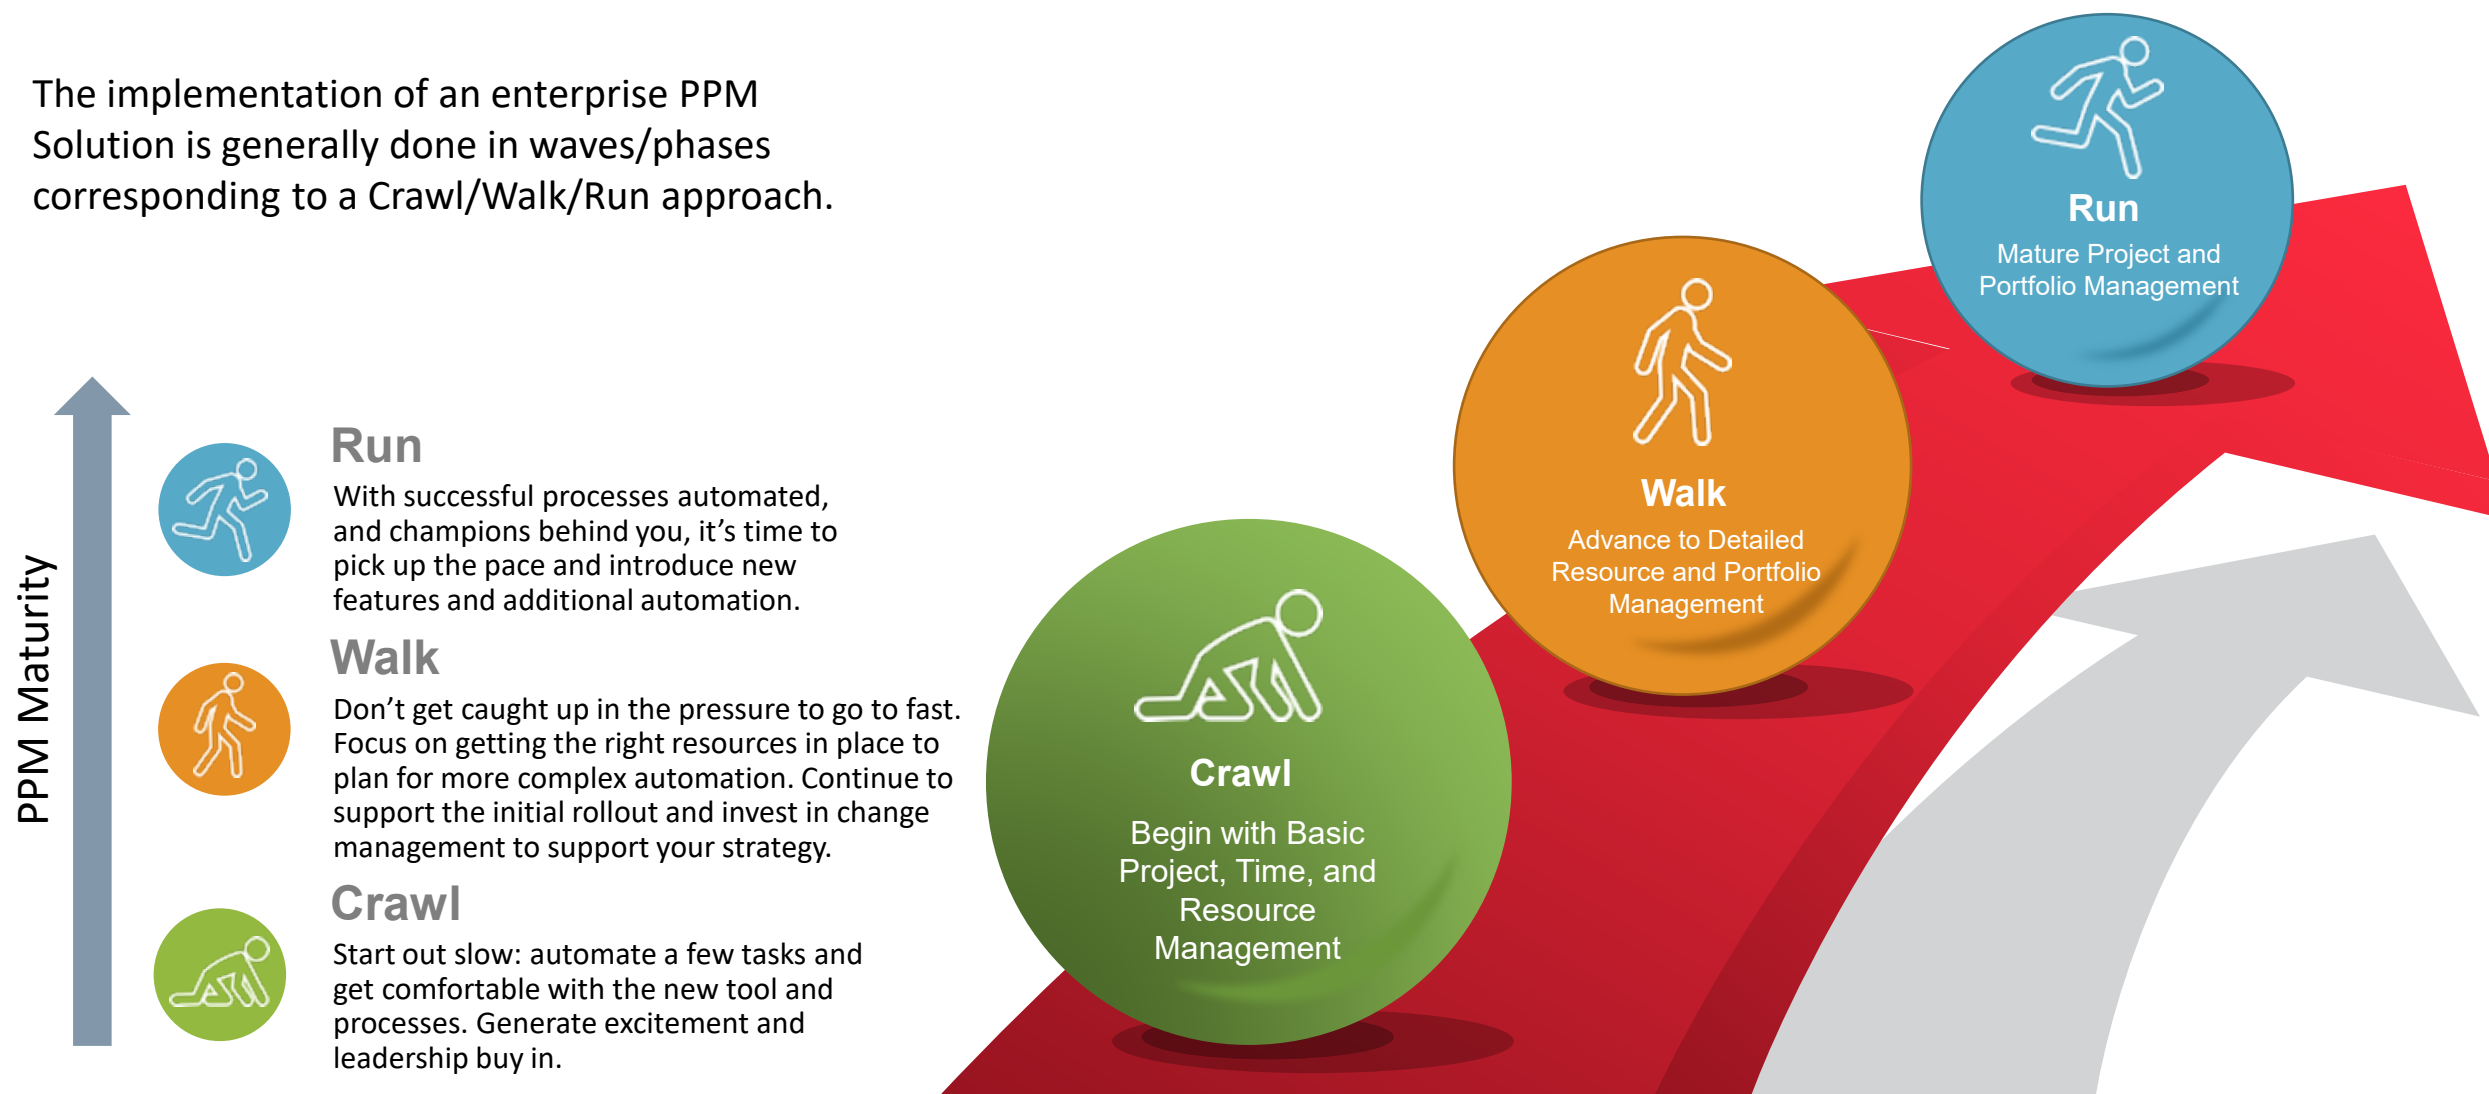 The implementation of an enterprise PPM
Solution is generally done in waves/phases
corresponding to a Crawl/Walk/Run approach.
PPM Maturity
Run
With successful processes automated,
and champions behind you, it’s time to
pick up the pace and introduce new
features and additional automation.
Walk
Don’t get caught up in the pressure to go to fast.
Focus on getting the right resources in place to
plan for more complex automation. Continue to
support the initial rollout and invest in change
management to support your strategy.
Crawl
Start out slow: automate a few tasks and
get comfortable with the new tool and
processes. Generate excitement and
leadership buy in.
Crawl
Begin with Basic
Project, Time, and
Resource
Management
Walk
Advance to Detailed
Resource and Portfolio
Management
Run
Mature Project and
Portfolio Management